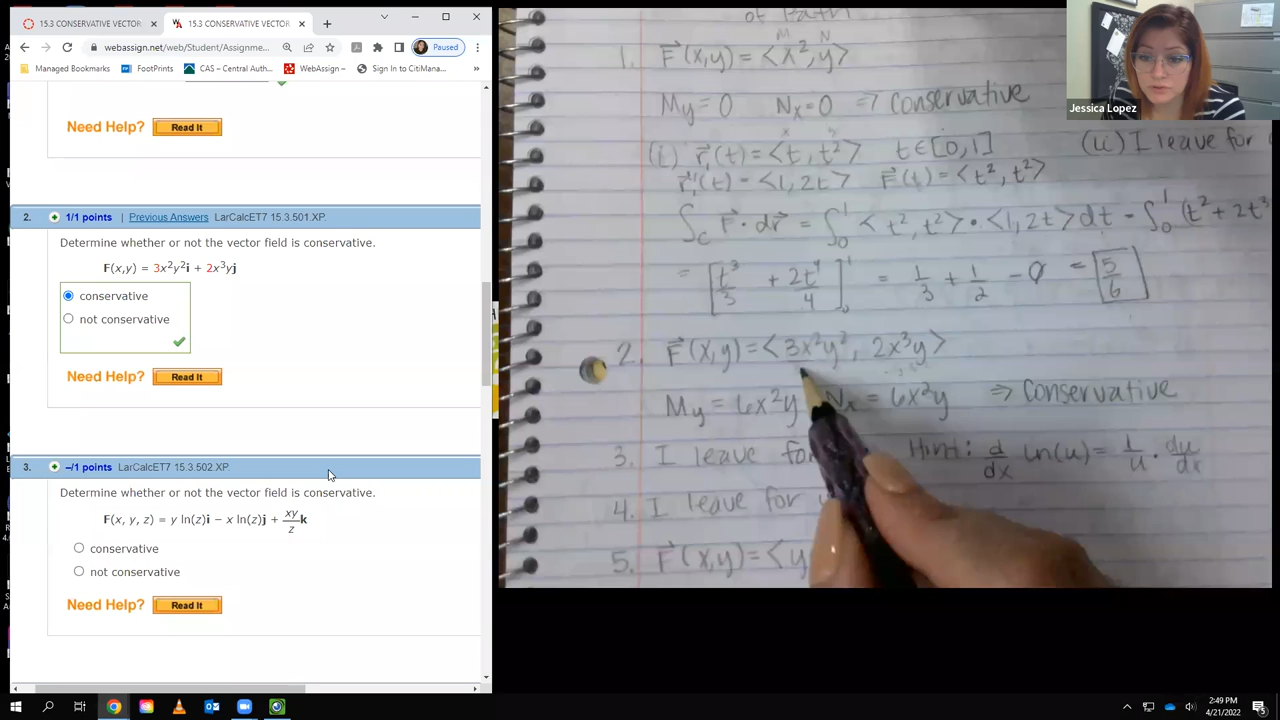 15.3 CONSERVATIVE VECTOR
15.3 CONSERVATIVE VECTOR
webassign.net/web/Student/Assignme...
Paused
Managed Bookmarks
FootPrints
CAS – Central Auth...
WebAssign –
Sign In to CitiMana...
Need Help? Read It
2. 1/1 points | Previous Answers LarCalcET7 15.3.501.XP.
Determine whether or not the vector field is conservative.
F(x,y) = 3x²y²i + 2x³yj
conservative
not conservative
Need Help? Read It
3. –/1 points LarCalcET7 15.3.502.XP.
Determine whether or not the vector field is conservative.
F(x, y, z) = y ln(z)i − x ln(z)j + xy/z k
conservative
not conservative
Need Help? Read It
of Path
M N
1. F⃗(x,y) = <x², y>
My = 0 Nx = 0 ⇒ conservative
(i) r⃗₁(t) = <t, t²> t∈[0,1] (ii) I leave for
r⃗₁'(t) = <1, 2t> F⃗(t) = <t², t²>
∫_C F⃗ • dr⃗ = ∫₀¹ <t², t²> • <1, 2t> dt = ∫₀¹ (t² + 2t³
= [t³/3 + 2t⁴/4]₀¹ = 1/3 + 1/2 − 0 = 5/6
2. F⃗(x,y) = <3x²y², 2x³y>
My = 6x²y Nx = 6x²y ⇒ Conservative
3. I leave for Hint: d/dx ln(u) = 1/u · du/dx
4. I leave for
5. F⃗(x,y) = <y
Jessica Lopez
2:49 PM
4/21/2022